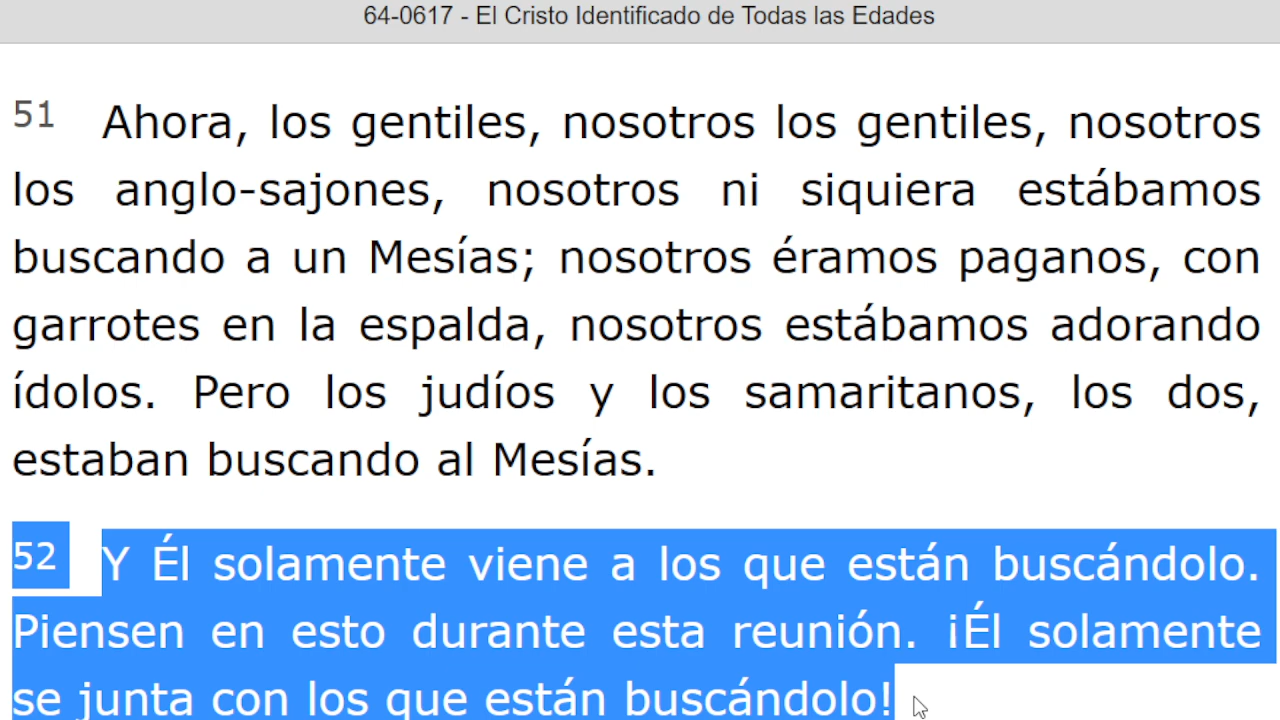 64-0617 - El Cristo Identificado de Todas las Edades
51 Ahora, los gentiles, nosotros los gentiles, nosotros
los anglo-sajones, nosotros ni siquiera estábamos
buscando a un Mesías; nosotros éramos paganos, con
garrotes en la espalda, nosotros estábamos adorando
ídolos. Pero los judíos y los samaritanos, los dos,
estaban buscando al Mesías.
52 Y Él solamente viene a los que están buscándolo.
Piensen en esto durante esta reunión. ¡Él solamente
se junta con los que están buscándolo!